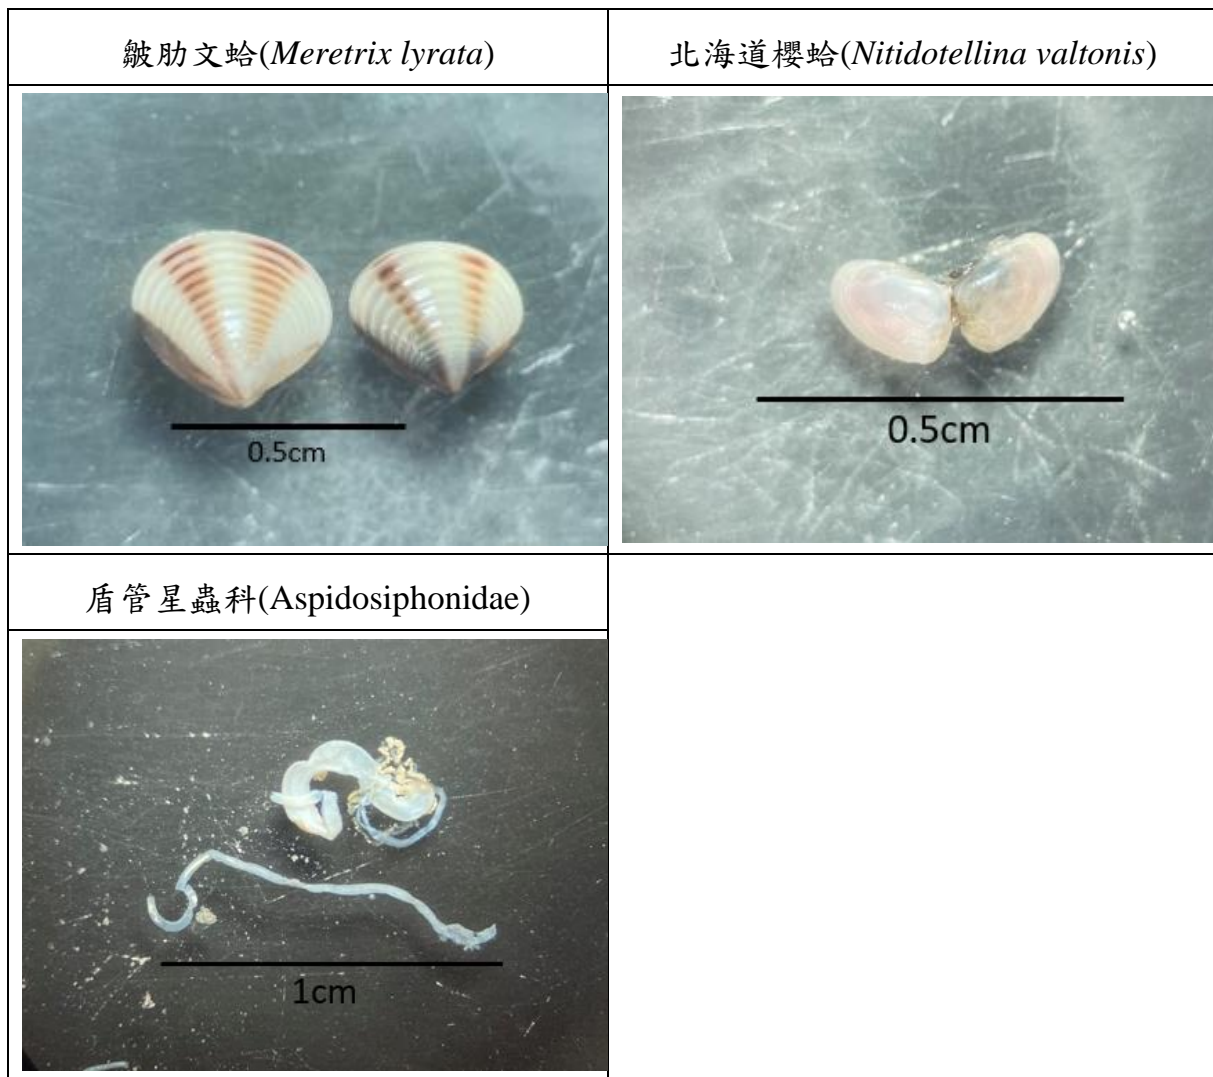 皺肋文蛤(Meretrix lyrata)
北海道櫻蛤(Nitidotellina valtonis)
0.5cm
0.5cm
盾管星蟲科(Aspidosiphonidae)
1cm